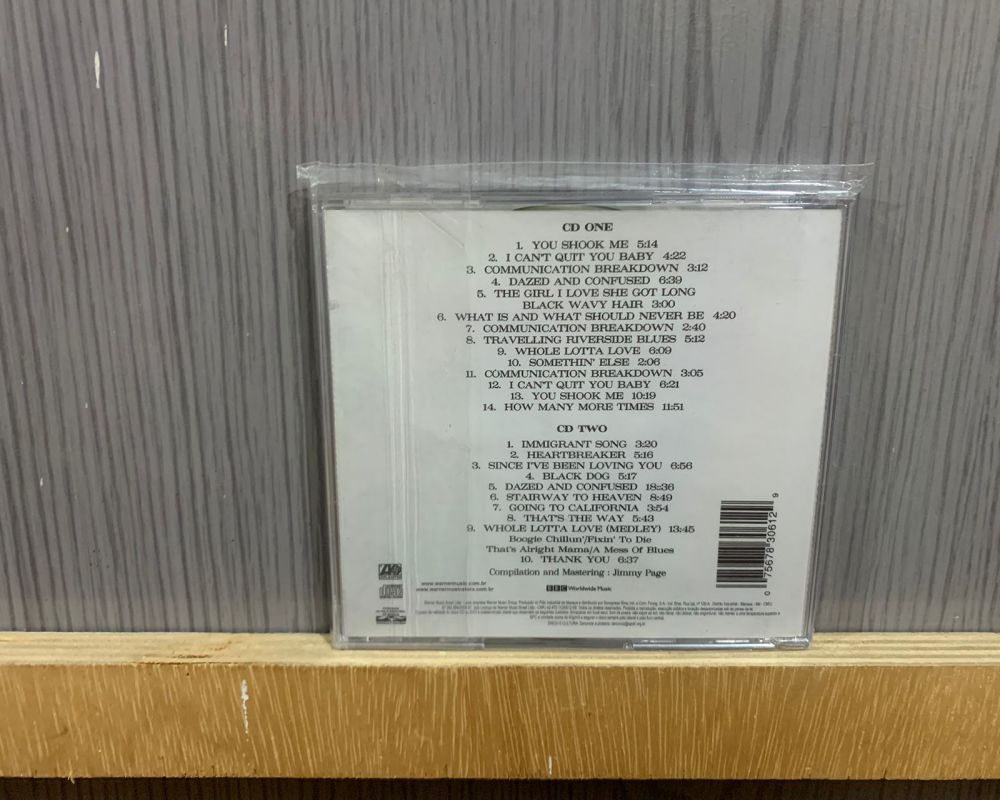 CD ONE
1. YOU SHOOK ME 5:14
2. I CAN'T QUIT YOU BABY 4:22
3. COMMUNICATION BREAKDOWN 3:12
4. DAZED AND CONFUSED 6:39
5. THE GIRL I LOVE SHE GOT LONG
BLACK WAVY HAIR 3:00
6. WHAT IS AND WHAT SHOULD NEVER BE 4:20
7. COMMUNICATION BREAKDOWN 2:40
8. TRAVELLING RIVERSIDE BLUES 5:12
9. WHOLE LOTTA LOVE 6:09
10. SOMETHIN' ELSE 2:06
11. COMMUNICATION BREAKDOWN 3:05
12. I CAN'T QUIT YOU BABY 6:21
13. YOU SHOOK ME 10:19
14. HOW MANY MORE TIMES 11:51
CD TWO
1. IMMIGRANT SONG 3:20
2. HEARTBREAKER 5:16
3. SINCE I'VE BEEN LOVING YOU 6:56
4. BLACK DOG 5:17
5. DAZED AND CONFUSED 18:36
6. STAIRWAY TO HEAVEN 8:49
7. GOING TO CALIFORNIA 3:54
8. THAT'S THE WAY 5:43
9. WHOLE LOTTA LOVE (MEDLEY) 13:45
Boogie Chillun'/Fixin' To Die
That's Alright Mama/A Mess Of Blues
10. THANK YOU 6:37
Compilation and Mastering : Jimmy Page
www.warnermusic.com.br
www.warnermusicstore.com.br
BBC Worldwide Music
0 75678 30612 9